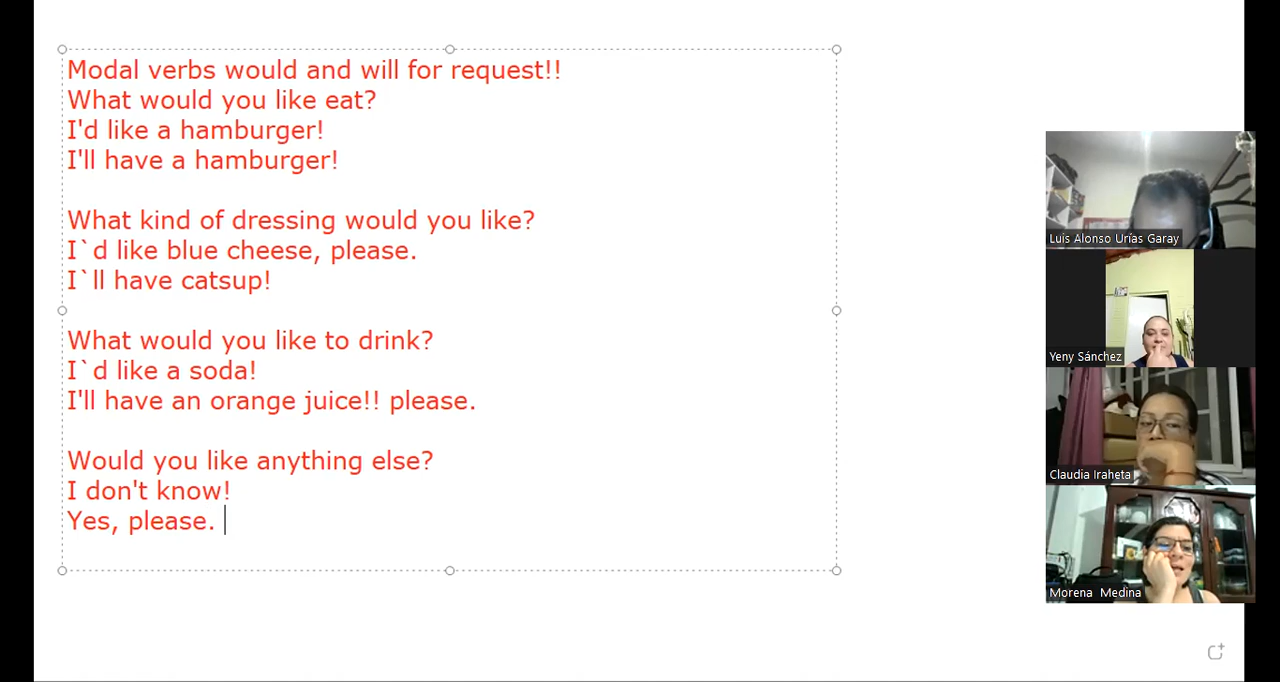 Modal verbs would and will for request!!
What would you like eat?
I'd like a hamburger!
I'll have a hamburger!
What kind of dressing would you like?
I`d like blue cheese, please.
I`ll have catsup!
What would you like to drink?
I`d like a soda!
I'll have an orange juice!! please.
Would you like anything else?
I don't know!
Yes, please.
Luis Alonso Urías Garay
Yeny Sánchez
Claudia Iraheta
Morena Medina